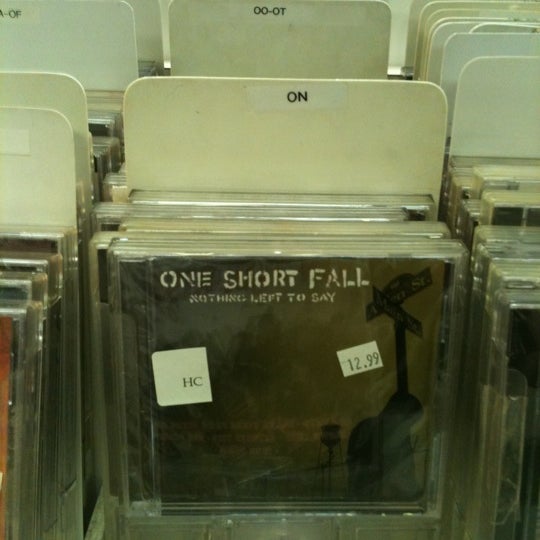 A-OF
OO-OT
ON
ONE SHORT FALL
NOTHING LEFT TO SAY
12.99
HC